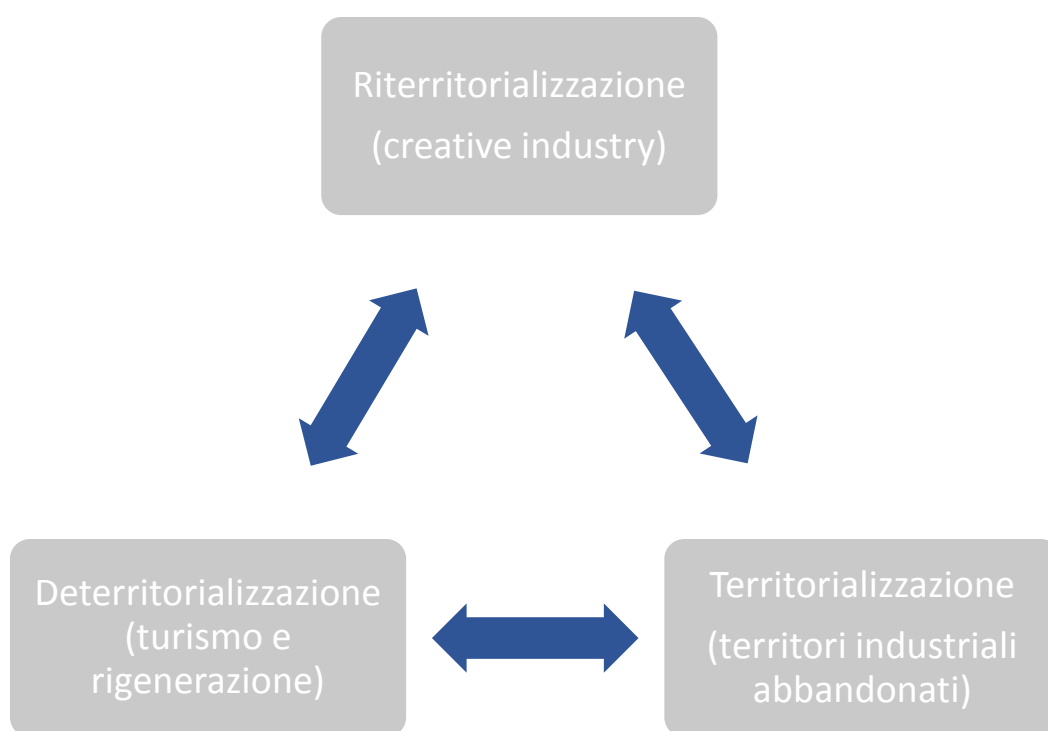 Riterritorializzazione
(creative industry)
Deterritorializzazione
(turismo e
rigenerazione)
Territorializzazione
(territori industriali
abbandonati)